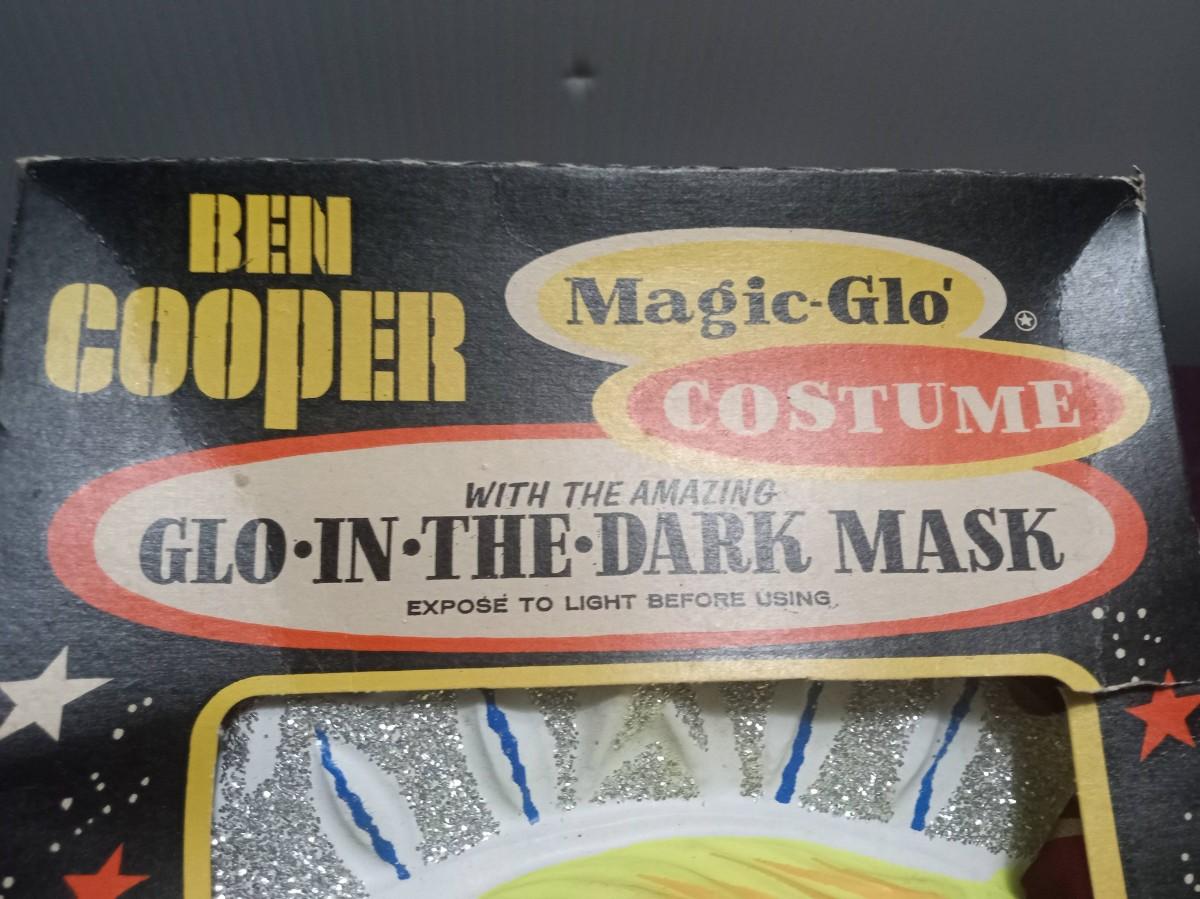 BEN
COOPER
Magic-Glo'
COSTUME
WITH THE AMAZING
GLO•IN•THE•DARK MASK
EXPOSE TO LIGHT BEFORE USING